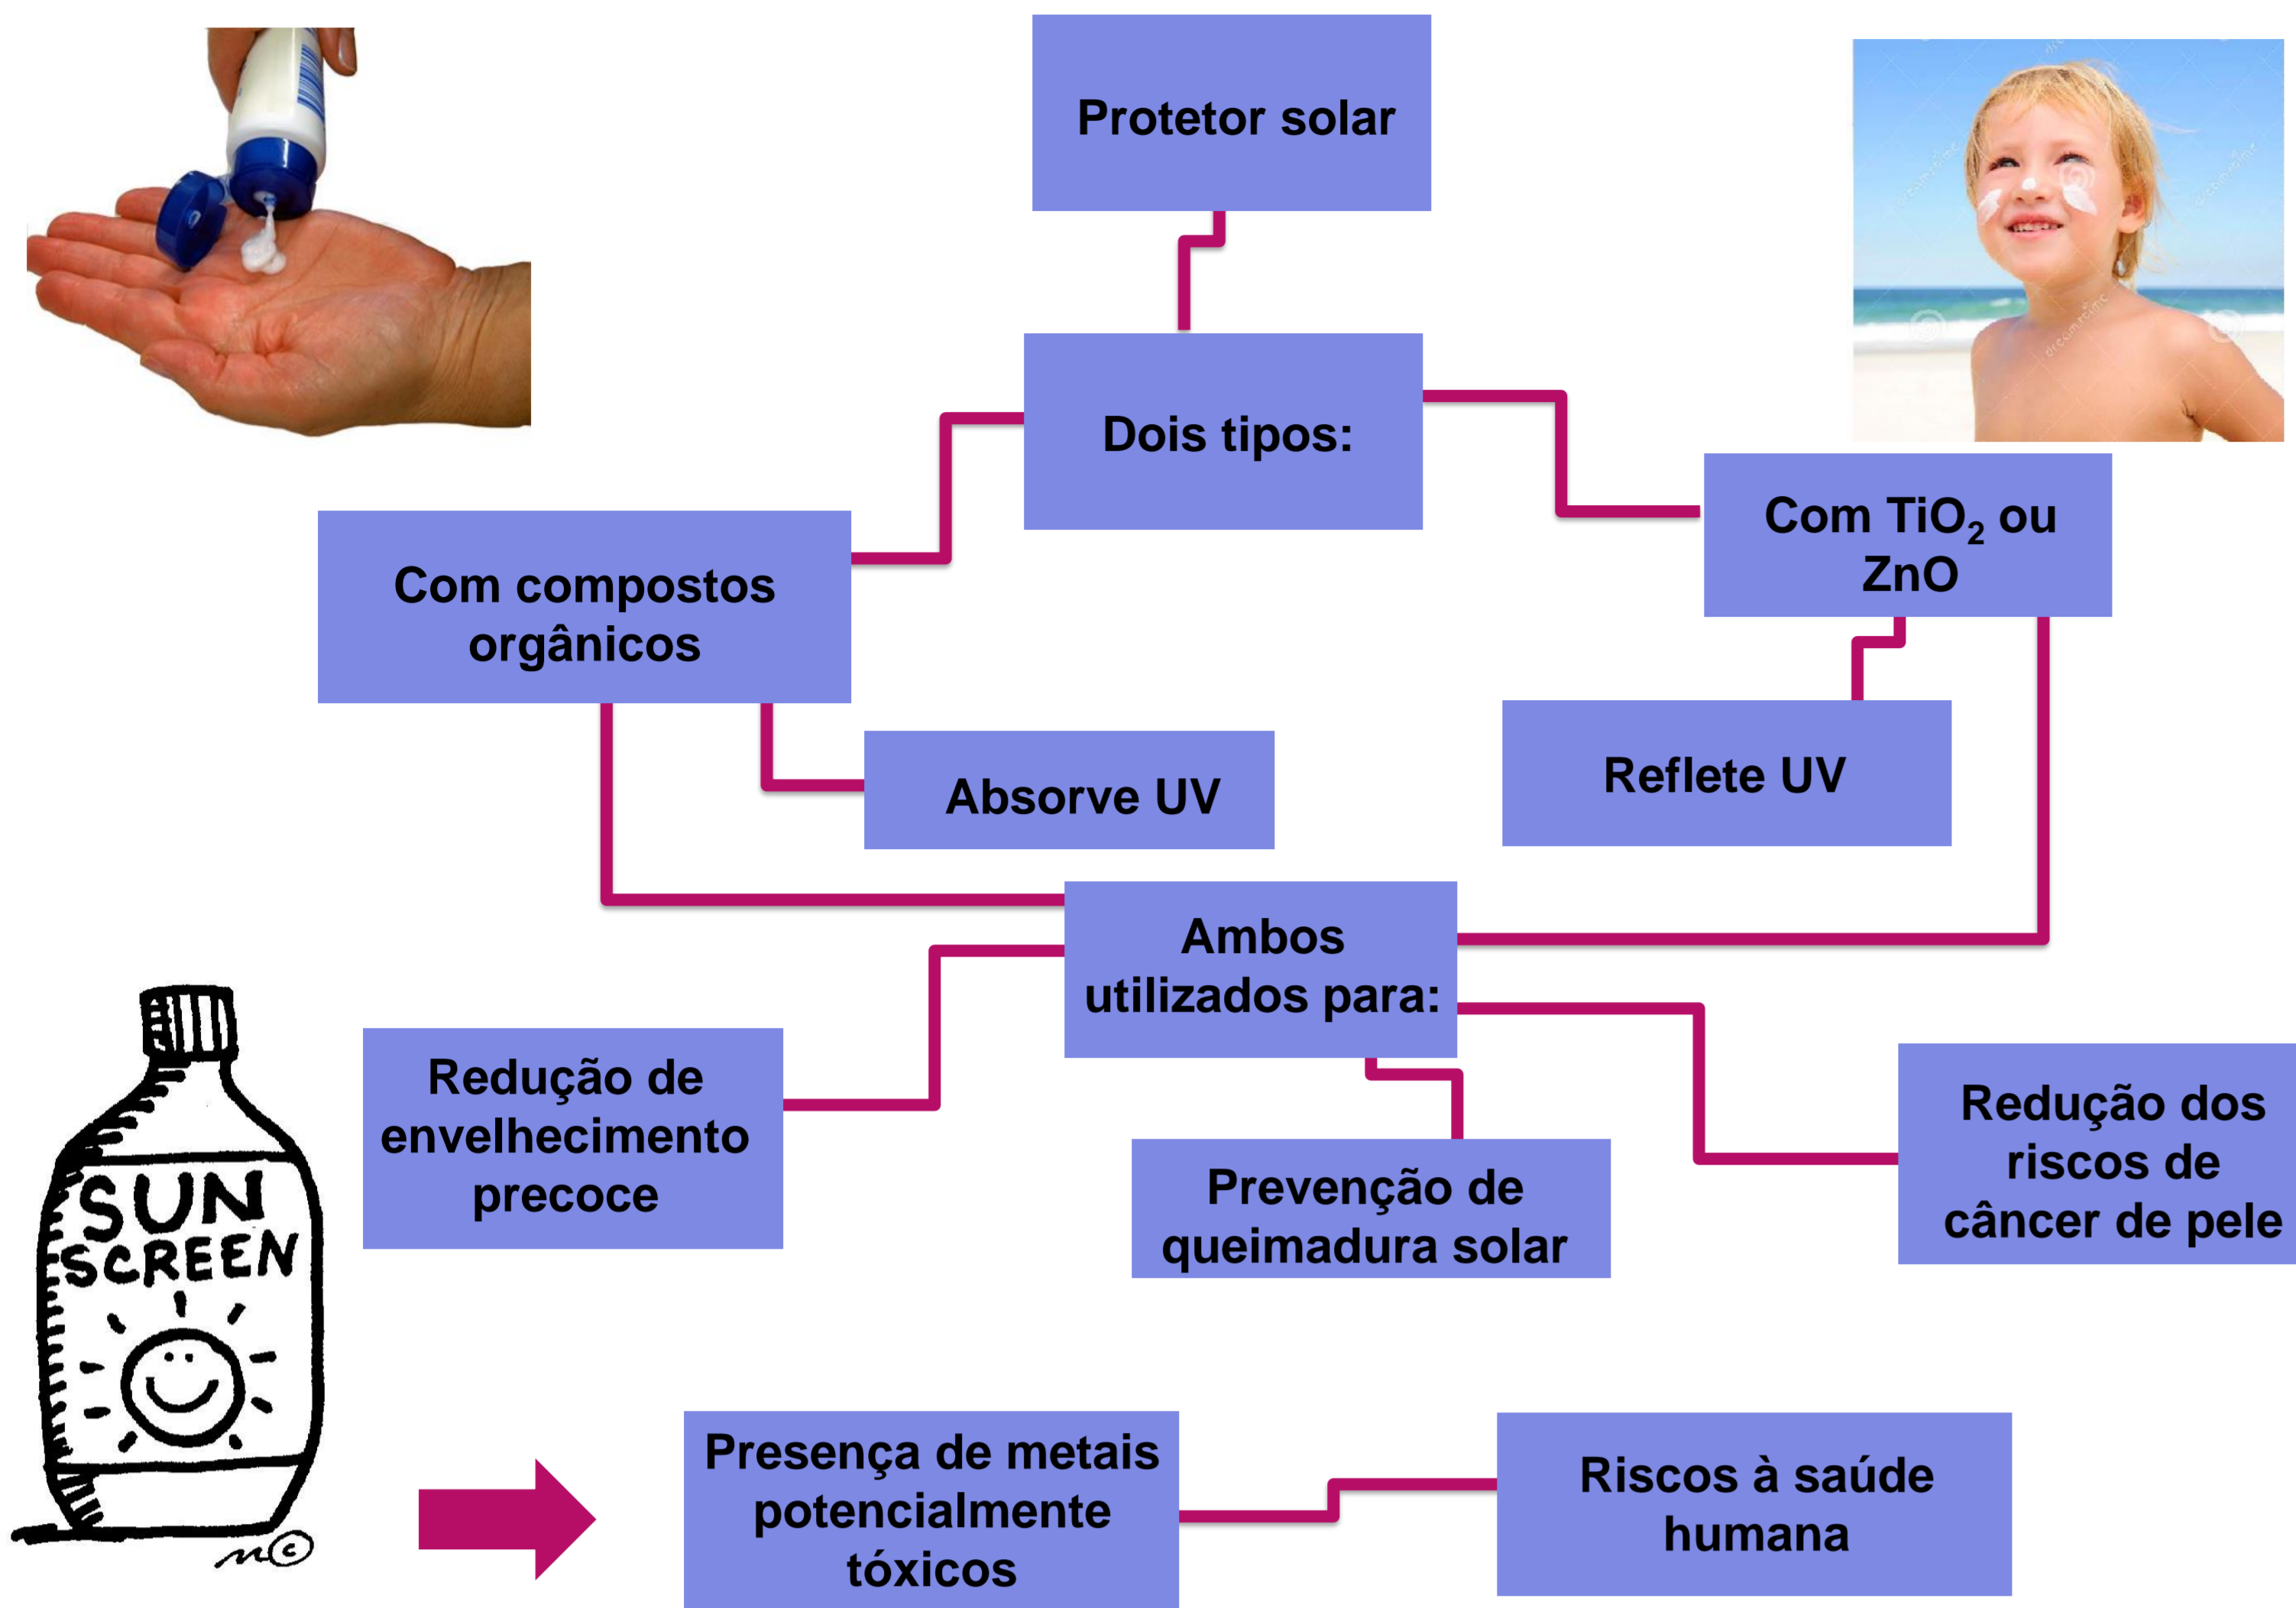 Protetor solar
Dois tipos:
Com compostos
orgânicos
Com TiO₂ ou
ZnO
Absorve UV
Reflete UV
Ambos
utilizados para:
Redução de
envelhecimento
precoce
Prevenção de
queimadura solar
Redução dos
riscos de
câncer de pele
SUN
SCREEN
Presença de metais
potencialmente
tóxicos
Riscos à saúde
humana
dreamstime